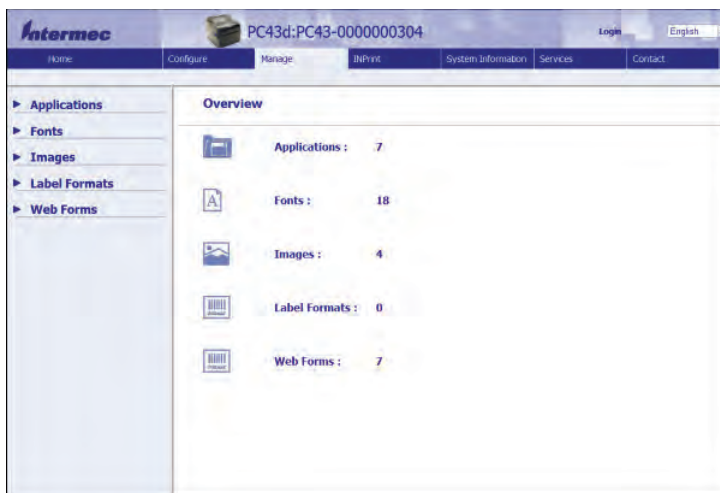 Intermec
PC43d:PC43-0000000304
Login
English
Home Configure Manage INPrint System Information Services Contact
Applications
Fonts
Images
Label Formats
Web Forms
Overview
Applications : 7
Fonts : 18
Images : 4
Label Formats : 0
Web Forms : 7